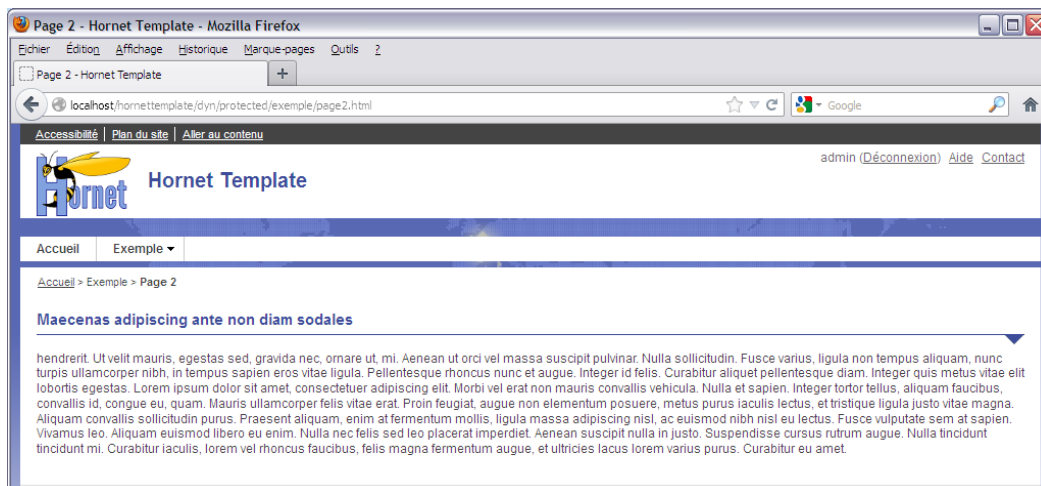 Page 2 - Hornet Template - Mozilla Firefox
Fichier Édition Affichage Historique Marque-pages Outils ?
Page 2 - Hornet Template +
localhost/hornettemplate/dyn/protected/exemple/page2.html Google
Accessibilité | Plan du site | Aller au contenu
admin (Déconnexion) Aide Contact
Hornet Hornet Template
Accueil Exemple
Accueil > Exemple > Page 2
Maecenas adipiscing ante non diam sodales
hendrerit. Ut velit mauris, egestas sed, gravida nec, ornare ut, mi. Aenean ut orci vel massa suscipit pulvinar. Nulla sollicitudin. Fusce varius, ligula non tempus aliquam, nunc
turpis ullamcorper nibh, in tempus sapien eros vitae ligula. Pellentesque rhoncus nunc et augue. Integer id felis. Curabitur aliquet pellentesque diam. Integer quis metus vitae elit
lobortis egestas. Lorem ipsum dolor sit amet, consectetuer adipiscing elit. Morbi vel erat non mauris convallis vehicula. Nulla et sapien. Integer tortor tellus, aliquam faucibus,
convallis id, congue eu, quam. Mauris ullamcorper felis vitae erat. Proin feugiat, augue non elementum posuere, metus purus iaculis lectus, et tristique ligula justo vitae magna.
Aliquam convallis sollicitudin purus. Praesent aliquam, enim at fermentum mollis, ligula massa adipiscing nisl, ac euismod nibh nisl eu lectus. Fusce vulputate sem at sapien.
Vivamus leo. Aliquam euismod libero eu enim. Nulla nec felis sed leo placerat imperdiet. Aenean suscipit nulla in justo. Suspendisse cursus rutrum augue. Nulla tincidunt
tincidunt mi. Curabitur iaculis, lorem vel rhoncus faucibus, felis magna fermentum augue, et ultricies lacus lorem varius purus. Curabitur eu amet.